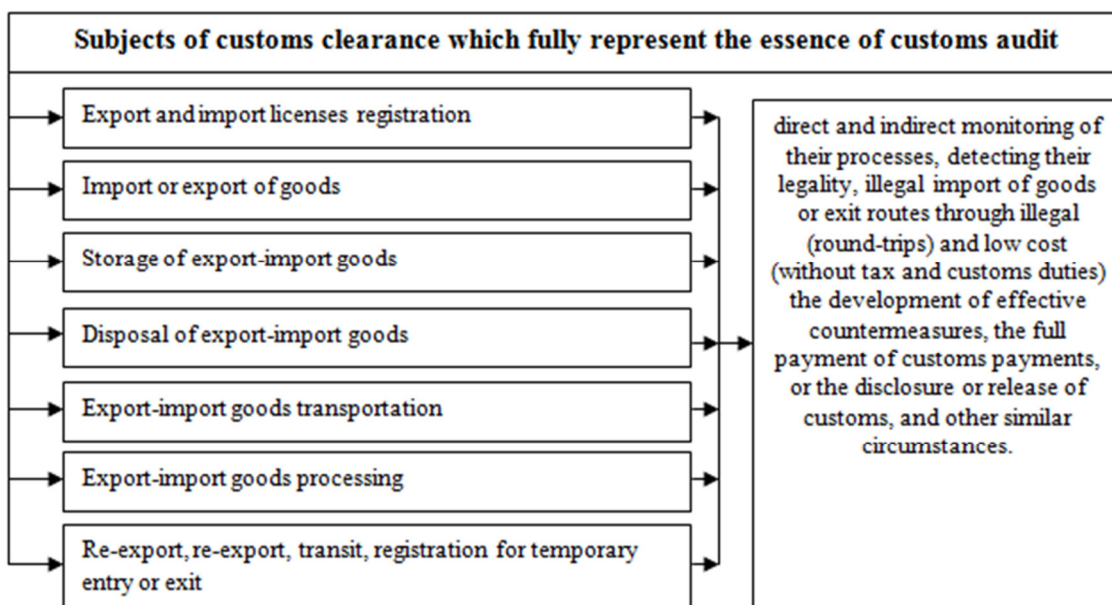 Subjects of customs clearance which fully represent the essence of customs audit
Export and import licenses registration
Import or export of goods
Storage of export-import goods
Disposal of export-import goods
Export-import goods transportation
Export-import goods processing
Re-export, re-export, transit, registration for temporary
entry or exit
direct and indirect monitoring of
their processes, detecting their
legality, illegal import of goods
or exit routes through illegal
(round-trips) and low cost
(without tax and customs duties)
the development of effective
countermeasures, the full
payment of customs payments,
or the disclosure or release of
customs, and other similar
circumstances.